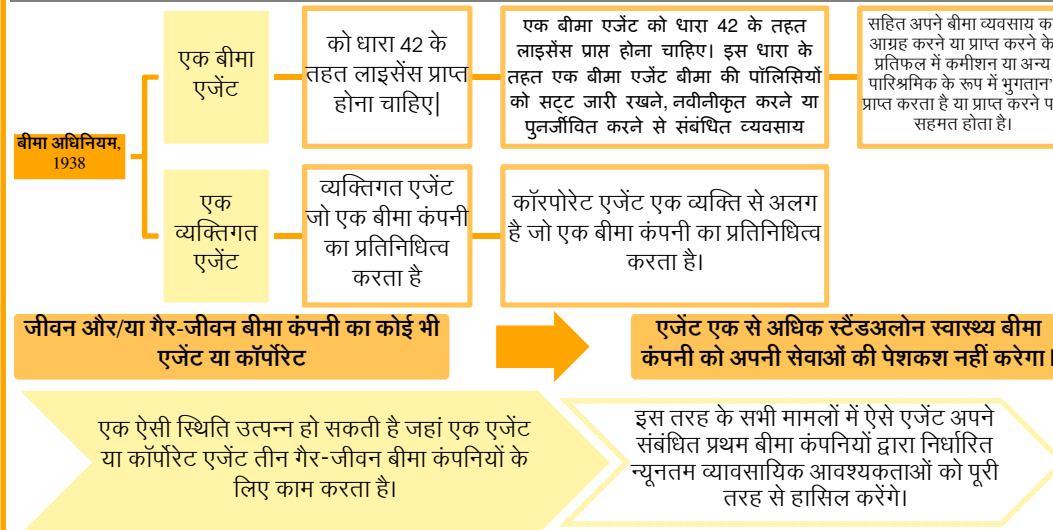 बीमा अधिनियम,
1938
एक बीमा
एजेंट
को धारा 42 के
तहत लाइसेंस प्राप्त
होना चाहिए|
एक बीमा एजेंट को धारा 42 के तहत
लाइसेंस प्राप्त होना चाहिए। इस धारा के
तहत एक बीमा एजेंट बीमा की पॉलिसियों
को सट्ट जारी रखने, नवीनीकृत करने या
पुनर्जीवित करने से संबंधित व्यवसाय
सहित अपने बीमा व्यवसाय
आग्रह करने या प्राप्त करने के
प्रतिफल में कमीशन या अन्य
पारिश्रमिक के रूप में भुगतान
प्राप्त करता है या प्राप्त करने
सहमत होता है।
एक
व्यक्तिगत
एजेंट
व्यक्तिगत एजेंट
जो एक बीमा कंपनी
का प्रतिनिधित्व
करता है
कॉरपोरेट एजेंट एक व्यक्ति से अलग
है जो एक बीमा कंपनी का प्रतिनिधित्व
करता है।
जीवन और/या गैर-जीवन बीमा कंपनी का कोई भी
एजेंट या कॉर्पोरेट
एजेंट एक से अधिक स्टैंडअलोन स्वास्थ्य बीमा
कंपनी को अपनी सेवाओं की पेशकश नहीं करेगा।
एक ऐसी स्थिति उत्पन्न हो सकती है जहां एक एजेंट
या कॉर्पोरेट एजेंट तीन गैर-जीवन बीमा कंपनियों के
लिए काम करता है।
इस तरह के सभी मामलों में ऐसे एजेंट अपने
संबंधित प्रथम बीमा कंपनियों द्वारा निर्धारित
न्यूनतम व्यावसायिक आवश्यकताओं को पूरी
तरह से हासिल करेंगे।